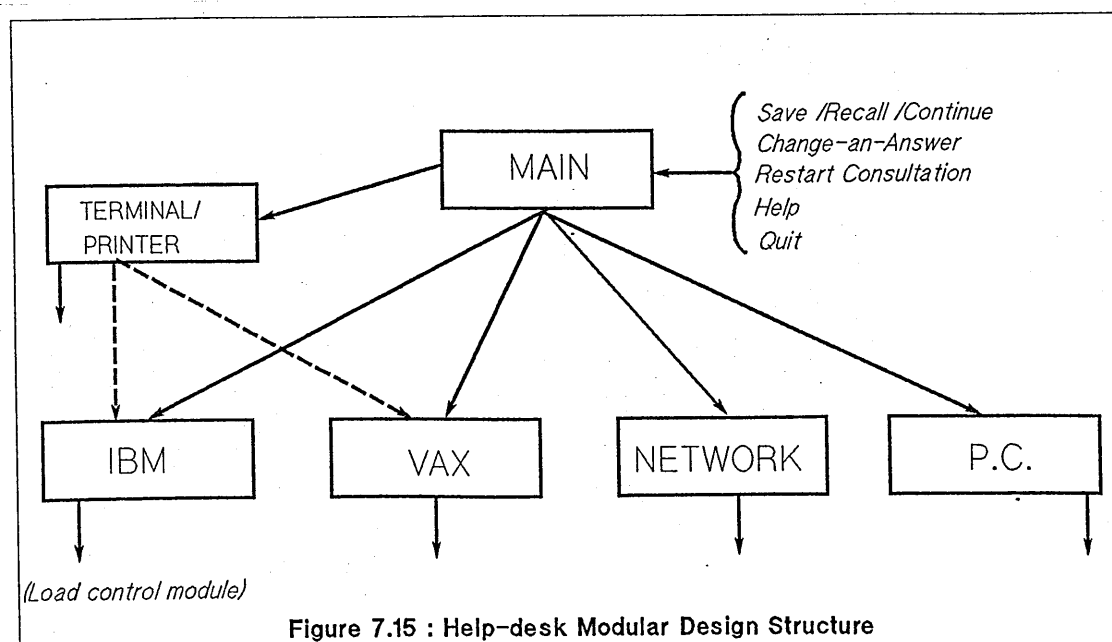 Save /Recall /Continue
Change-an-Answer
Restart Consultation
Help
Quit
MAIN
TERMINAL/
PRINTER
IBM
VAX
NETWORK
P.C.
(Load control module)
Figure 7.15 : Help-desk Modular Design Structure